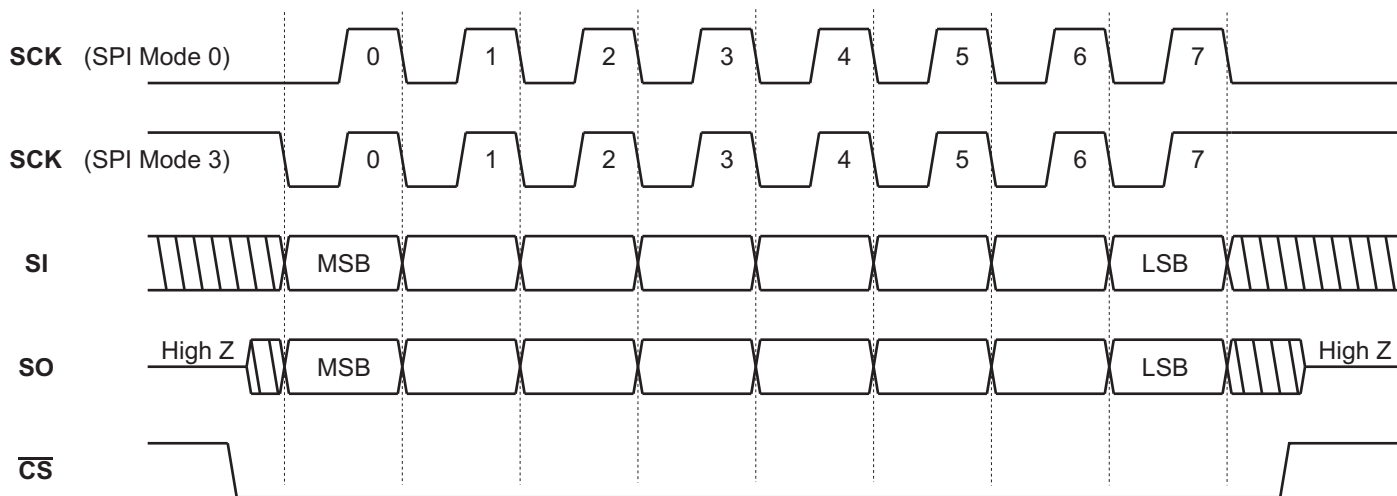 SCK (SPI Mode 0) 0 1 2 3 4 5 6 7
SCK (SPI Mode 3) 0 1 2 3 4 5 6 7
SI MSB LSB
SO High Z MSB LSB High Z
C̅S̅